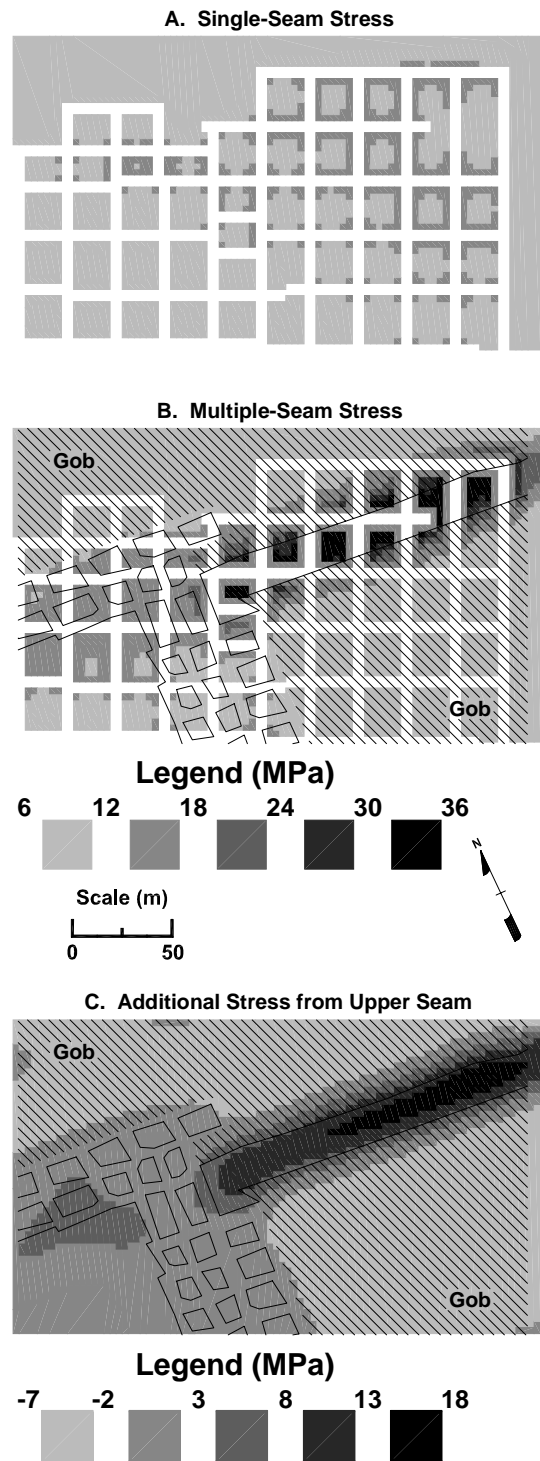 A. Single-Seam Stress
B. Multiple-Seam Stress
Gob
Gob
Legend (MPa)
6 12 18 24 30 36
Scale (m)
0 50
N
C. Additional Stress from Upper Seam
Gob
Gob
Legend (MPa)
-7 -2 3 8 13 18